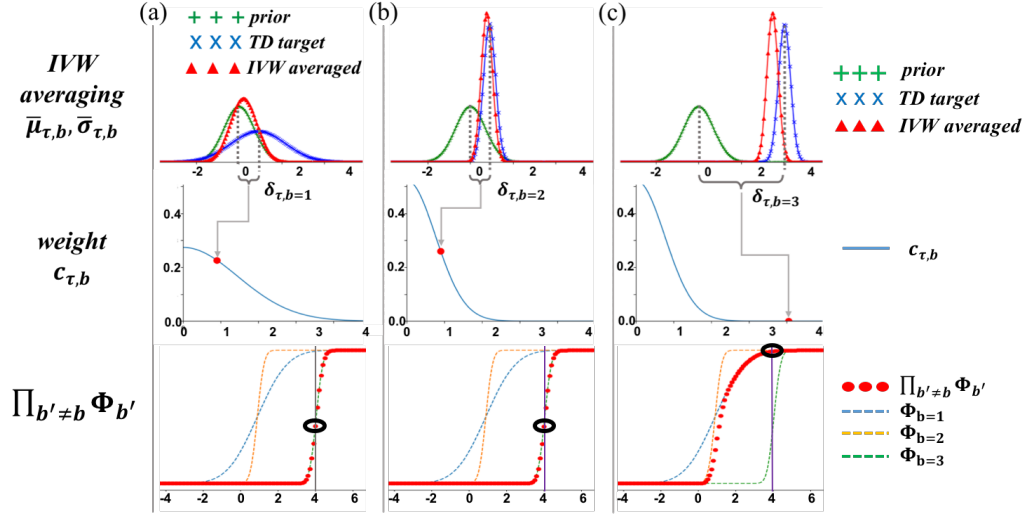 (a)
(b)
(c)
IVW
averaging
μ̄τ,b, σ̄τ,b
+ + + prior
× × × TD target
▲ ▲ ▲ IVW averaged
-4 -2 0 2 4
δτ,b=1
-4 -2 0 2 4
δτ,b=2
-4 -2 0 2 4
δτ,b=3
+++ prior
××× TD target
▲▲▲ IVW averaged
weight
cτ,b
0.4
0.2
0.0
0 1 2 3 4
0.4
0.2
0.0
0 1 2 3 4
0.4
0.2
0.0
0 1 2 3 4
cτ,b
∏b′≠b Φb′
-4 -2 0 2 4 6
-4 -2 0 2 4 6
-4 -2 0 2 4 6
∏b′≠b Φb′
Φb=1
Φb=2
Φb=3